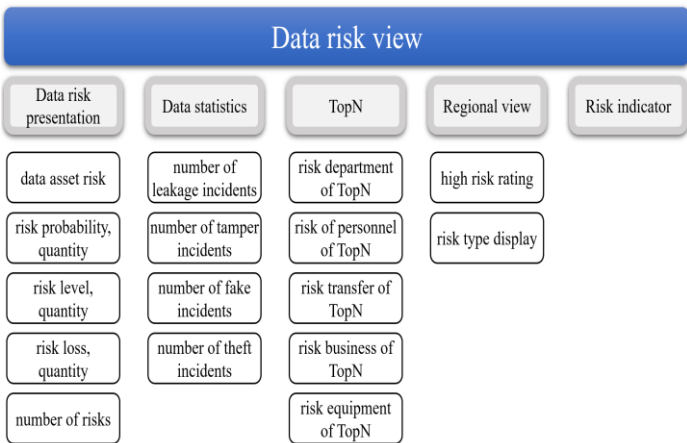 Data risk view
Data risk
presentation
Data statistics
TopN
Regional view
Risk indicator
data asset risk
risk probability,
quantity
risk level,
quantity
risk loss,
quantity
number of risks
number of
leakage incidents
number of tamper
incidents
number of fake
incidents
number of theft
incidents
risk department
of TopN
risk of personnel
of TopN
risk transfer of
TopN
risk business of
TopN
risk equipment
of TopN
high risk rating
risk type display